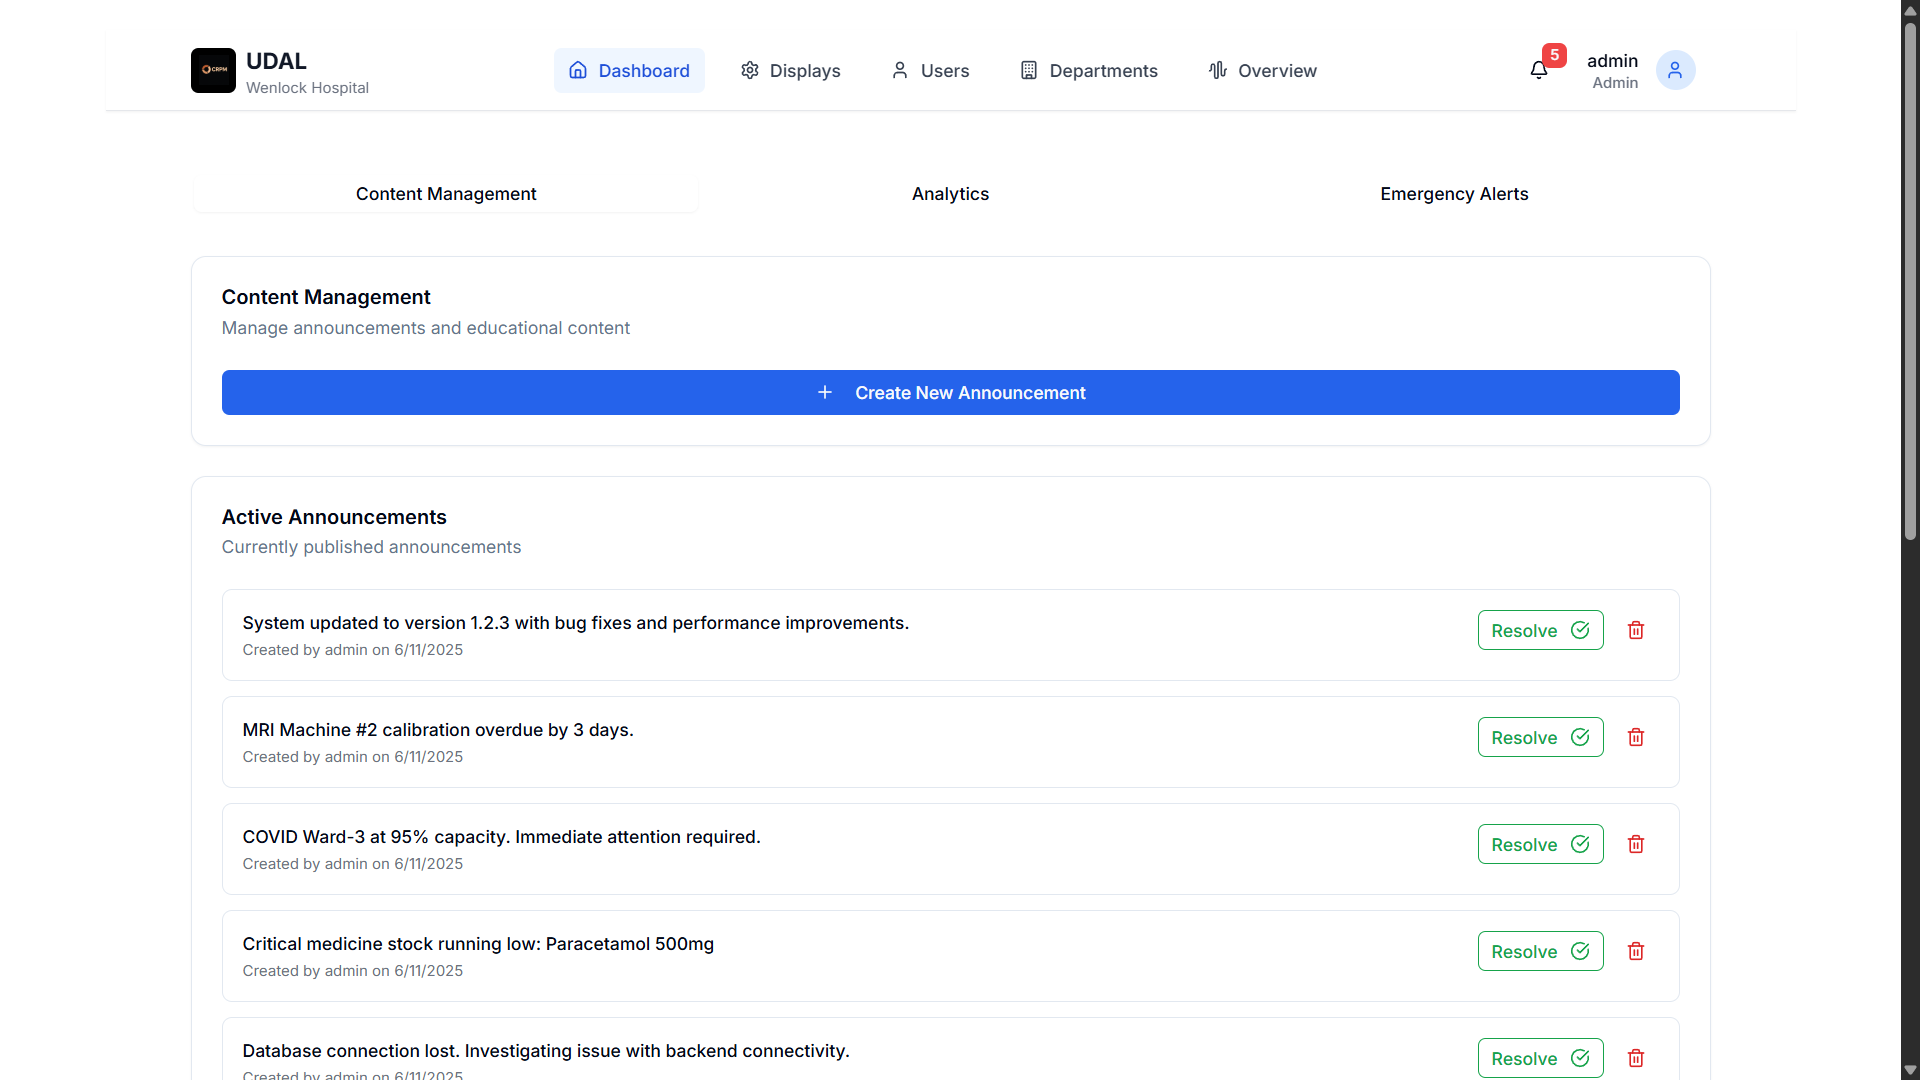 CRPM
UDAL
Wenlock Hospital
Dashboard
Displays
Users
Departments
Overview
5
admin
Admin
Content Management
Analytics
Emergency Alerts
Content Management
Manage announcements and educational content
Create New Announcement
Active Announcements
Currently published announcements
System updated to version 1.2.3 with bug fixes and performance improvements.
Created by admin on 6/11/2025
Resolve
MRI Machine #2 calibration overdue by 3 days.
Created by admin on 6/11/2025
Resolve
COVID Ward-3 at 95% capacity. Immediate attention required.
Created by admin on 6/11/2025
Resolve
Critical medicine stock running low: Paracetamol 500mg
Created by admin on 6/11/2025
Resolve
Database connection lost. Investigating issue with backend connectivity.
Created by admin on 6/11/2025
Resolve